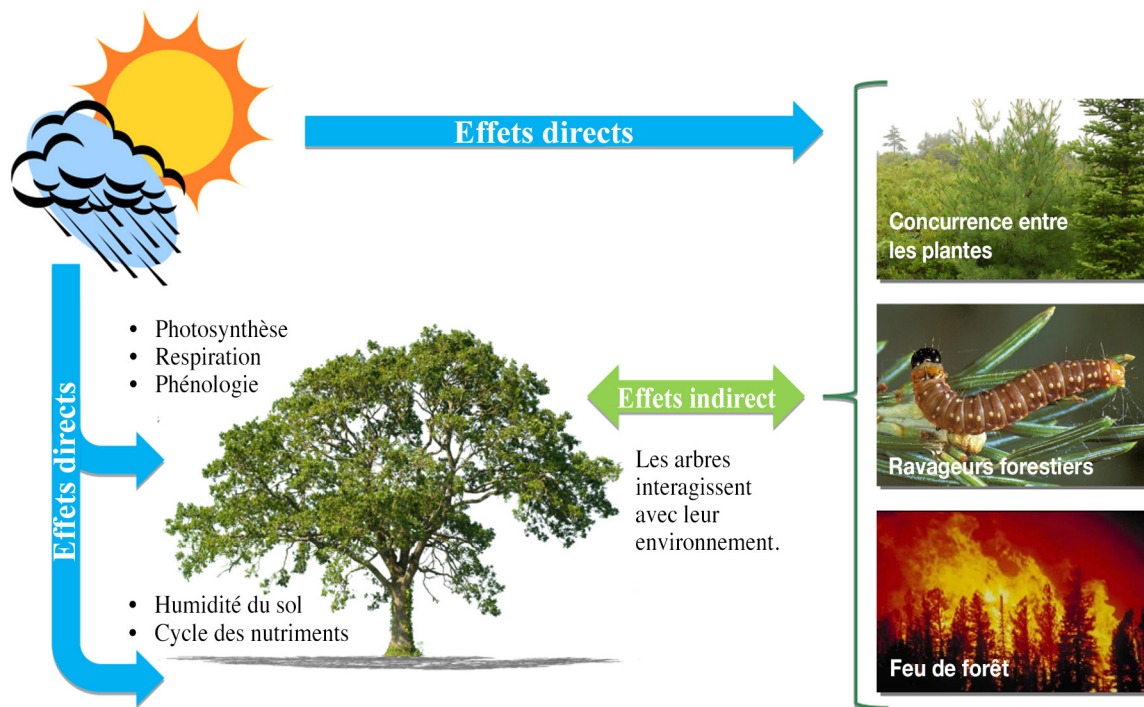 Effets directs
Concurrence entre
les plantes
• Photosynthèse
• Respiration
• Phénologie
Effets directs
Effets indirect
Les arbres
interagissent
avec leur
environnement.
Ravageurs forestiers
• Humidité du sol
• Cycle des nutriments
Feu de forêt